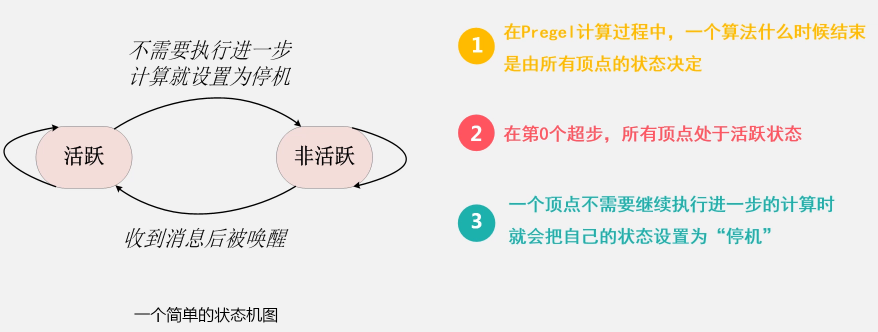 不需要执行进一步
计算就设置为停机
活跃
非活跃
收到消息后被唤醒
一个简单的状态机图
1
在Pregel计算过程中，一个算法什么时候结束
是由所有顶点的状态决定
2
在第0个超步，所有顶点处于活跃状态
3
一个顶点不需要继续执行进一步的计算时
就会把自己的状态设置为“停机”